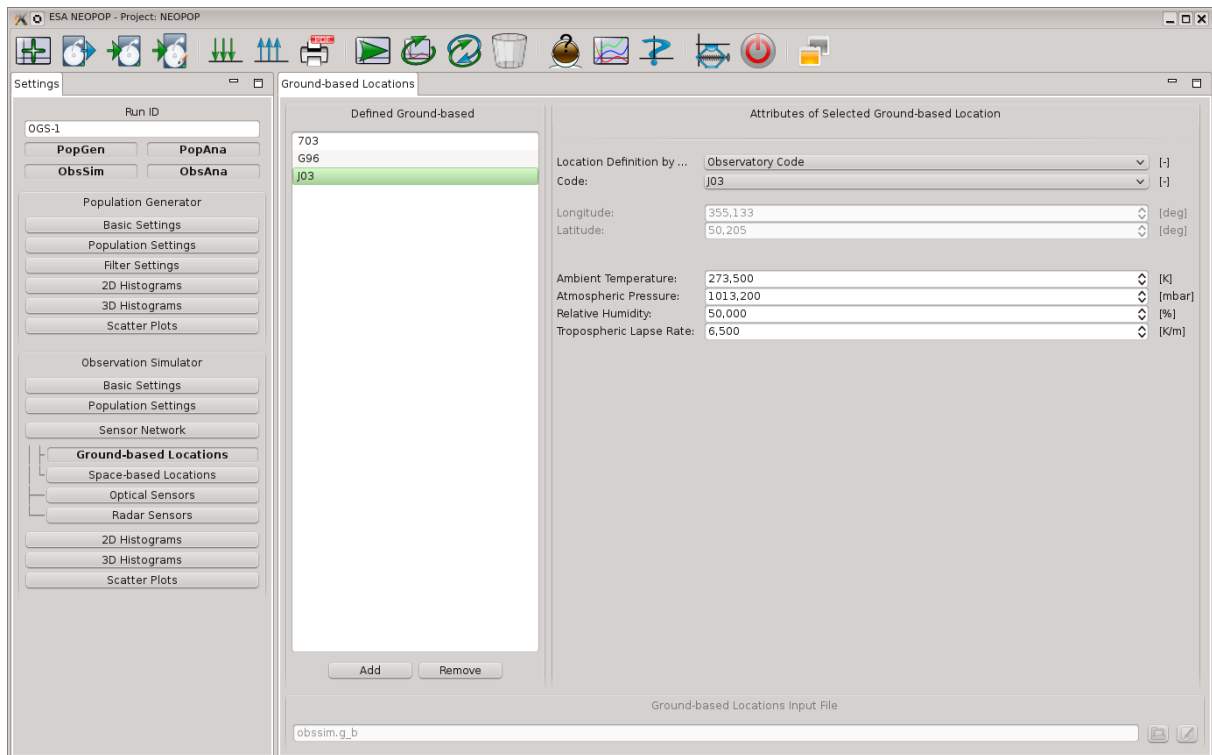 ESA NEOPOP - Project: NEOPOP
PDF
Settings
Run ID
OGS-1
PopGen PopAna
ObsSim ObsAna
Population Generator
Basic Settings
Population Settings
Filter Settings
2D Histograms
3D Histograms
Scatter Plots
Observation Simulator
Basic Settings
Population Settings
Sensor Network
Ground-based Locations
Space-based Locations
Optical Sensors
Radar Sensors
2D Histograms
3D Histograms
Scatter Plots
Ground-based Locations
Defined Ground-based
703
G96
J03
Add Remove
Attributes of Selected Ground-based Location
Location Definition by ... Observatory Code [-]
Code: J03 [-]
Longitude: 355,133 [deg]
Latitude: 50,205 [deg]
Ambient Temperature: 273,500 [K]
Atmospheric Pressure: 1013,200 [mbar]
Relative Humidity: 50,000 [%]
Tropospheric Lapse Rate: 6,500 [K/m]
Ground-based Locations Input File
obssim.g_b